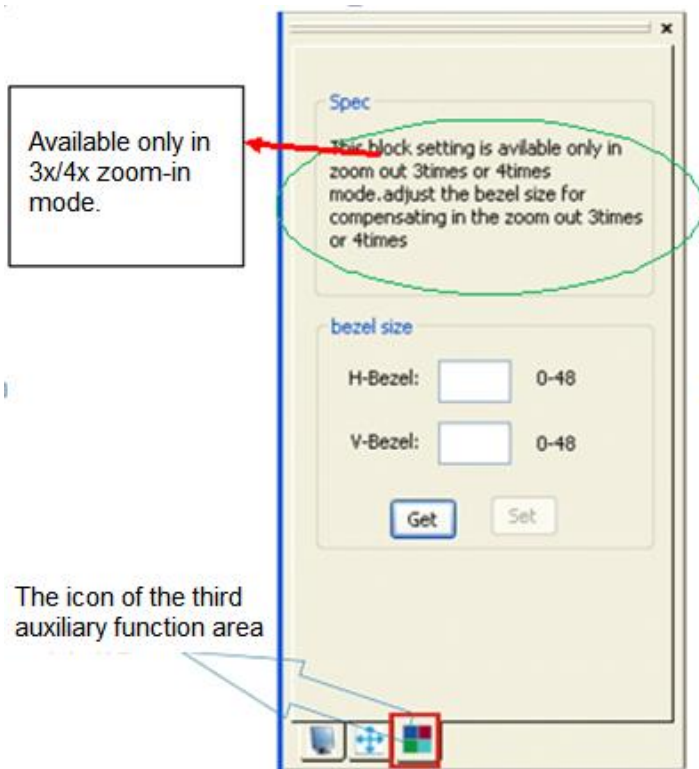 Spec
Available only in
3x/4x zoom-in
mode.
This block setting is avilable only in
zoom out 3times or 4times
mode.adjust the bezel size for
compensating in the zoom out 3times
or 4times
bezel size
H-Bezel: 0-48
V-Bezel: 0-48
Get Set
The icon of the third
auxiliary function area